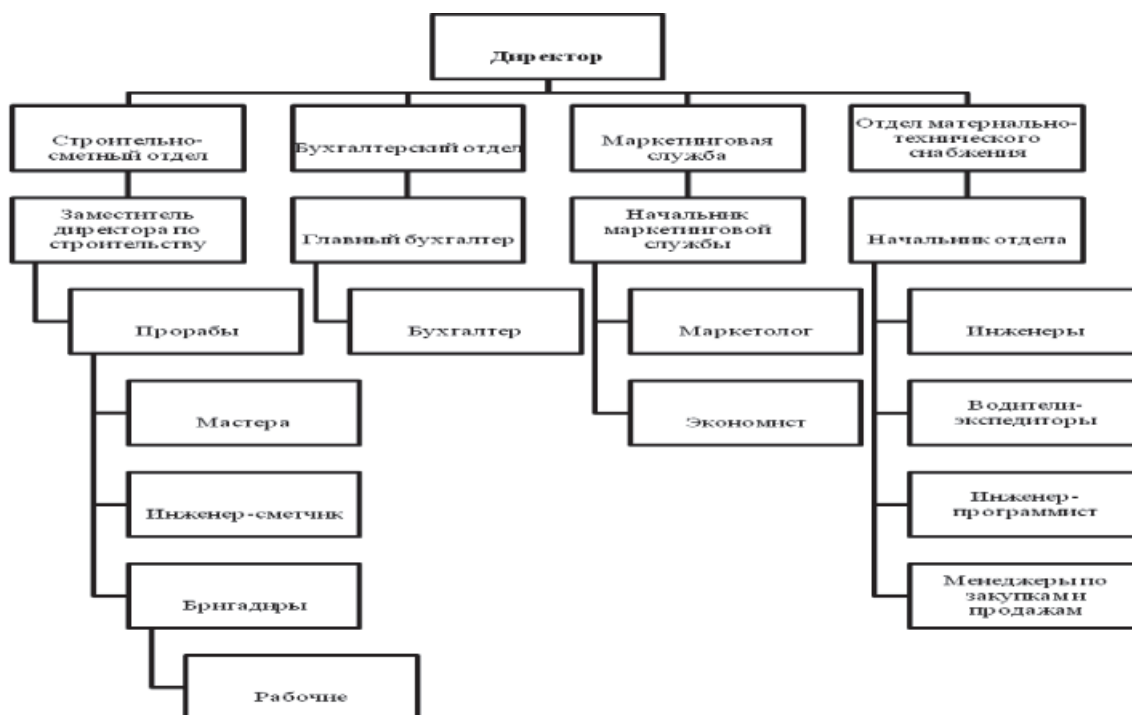 Директор
Строительно-
сметный отдел
Бухгалтерский отдел
Маркетинговая
служба
Отдел материально-
технического
снабжения
Заместитель
директора по
строительству
Главный бухгалтер
Начальник
маркетинговой
службы
Начальник отдела
Прорабы
Бухгалтер
Маркетолог
Инженеры
Мастера
Экономист
Водители-
экспедиторы
Инженер-сметчик
Инженер-
программист
Бригадиры
Менеджеры по
закупкам и
продажам
Рабочие